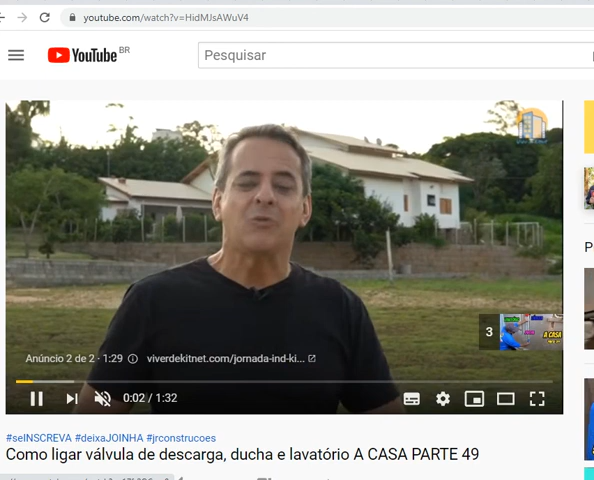 youtube.com/watch?v=HidMJsAWuV4
YouTube BR
Pesquisar
3
A CASA
Anúncio 2 de 2 · 1:29 viverdekitnet.com/jornada-ind-ki...
0:02 / 1:32
#seINSCREVA #deixaJOINHA #jrconstrucoes
Como ligar válvula de descarga, ducha e lavatório A CASA PARTE 49